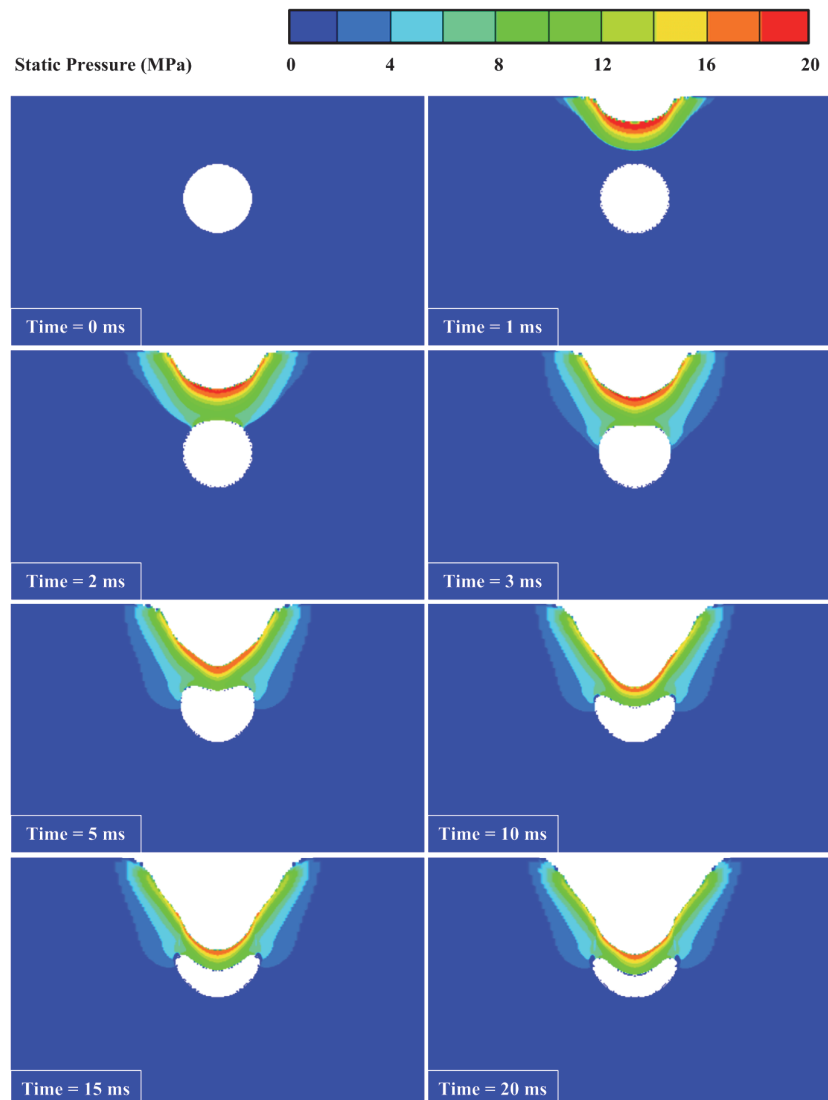 Static Pressure (MPa) 0 4 8 12 16 20
Time = 0 ms
Time = 1 ms
Time = 2 ms
Time = 3 ms
Time = 5 ms
Time = 10 ms
Time = 15 ms
Time = 20 ms